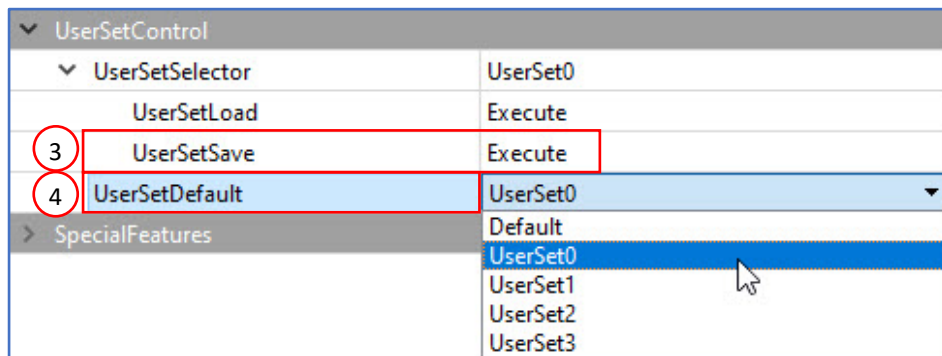 UserSetControl
UserSetSelector UserSet0
UserSetLoad Execute
3 UserSetSave Execute
4 UserSetDefault UserSet0
Default
SpecialFeatures
UserSet0
UserSet1
UserSet2
UserSet3